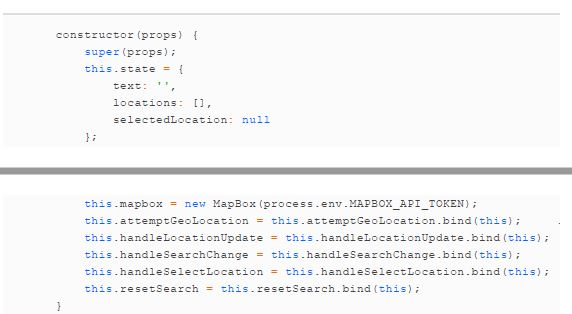 constructor(props) {
super(props);
this.state = {
text: '',
locations: [],
selectedLocation: null
};
this.mapbox = new MapBox(process.env.MAPBOX_API_TOKEN);
this.attemptGeoLocation = this.attemptGeoLocation.bind(this);
this.handleLocationUpdate = this.handleLocationUpdate.bind(this);
this.handleSearchChange = this.handleSearchChange.bind(this);
this.handleSelectLocation = this.handleSelectLocation.bind(this);
this.resetSearch = this.resetSearch.bind(this);
}